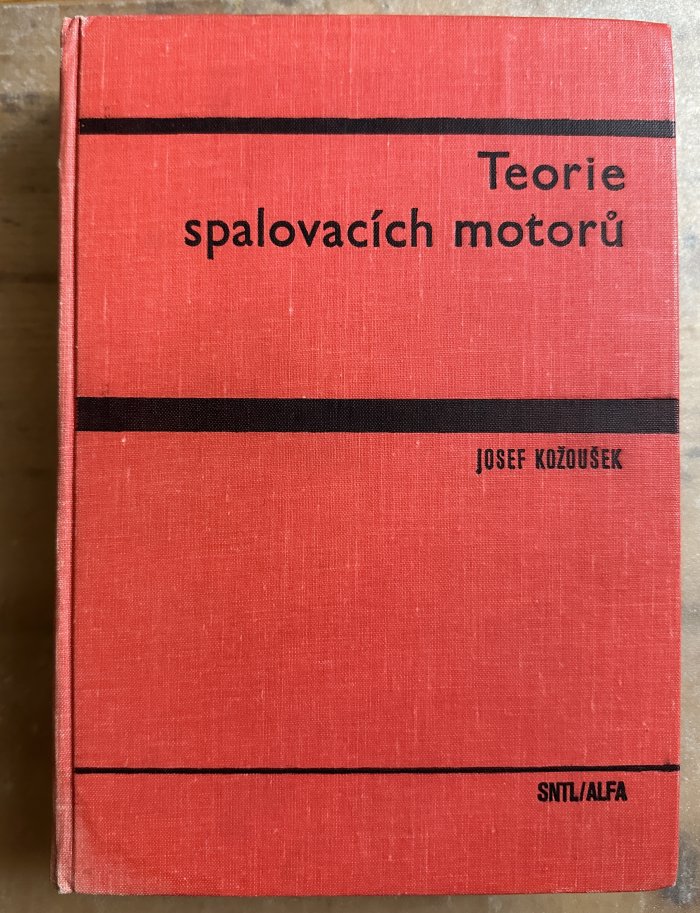 Teorie
spalovacích motorů
JOSEF KOŽOUŠEK
SNTL/ALFA